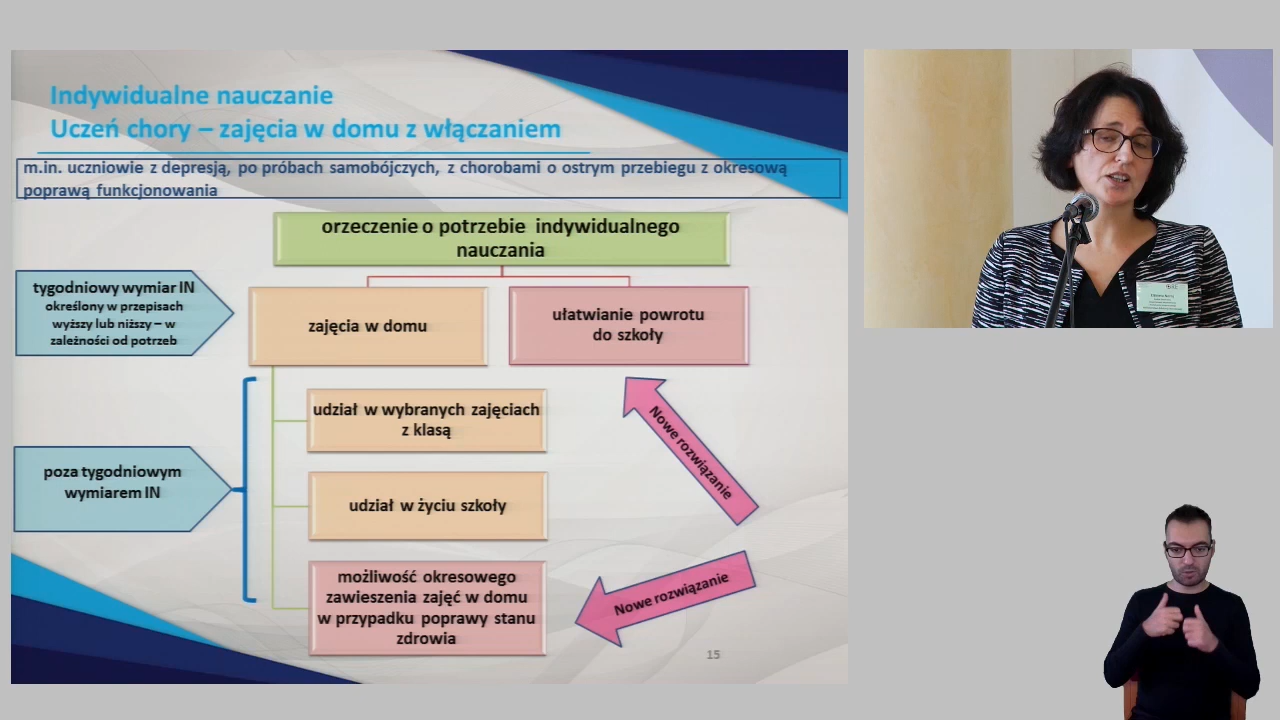 Indywidualne nauczanie
Uczeń chory – zajęcia w domu z włączaniem
m.in. uczniowie z depresją, po próbach samobójczych, z chorobami o ostrym przebiegu z okresową
poprawą funkcjonowania
orzeczenie o potrzebie indywidualnego
nauczania
tygodniowy wymiar IN
określony w przepisach
wyższy lub niższy – w
zależności od potrzeb
zajęcia w domu
ułatwianie powrotu
do szkoły
udział w wybranych zajęciach
z klasą
Nowe rozwiązanie
poza tygodniowym
wymiarem IN
udział w życiu szkoły
możliwość okresowego
zawieszenia zajęć w domu
w przypadku poprawy stanu
zdrowia
Nowe rozwiązanie
15